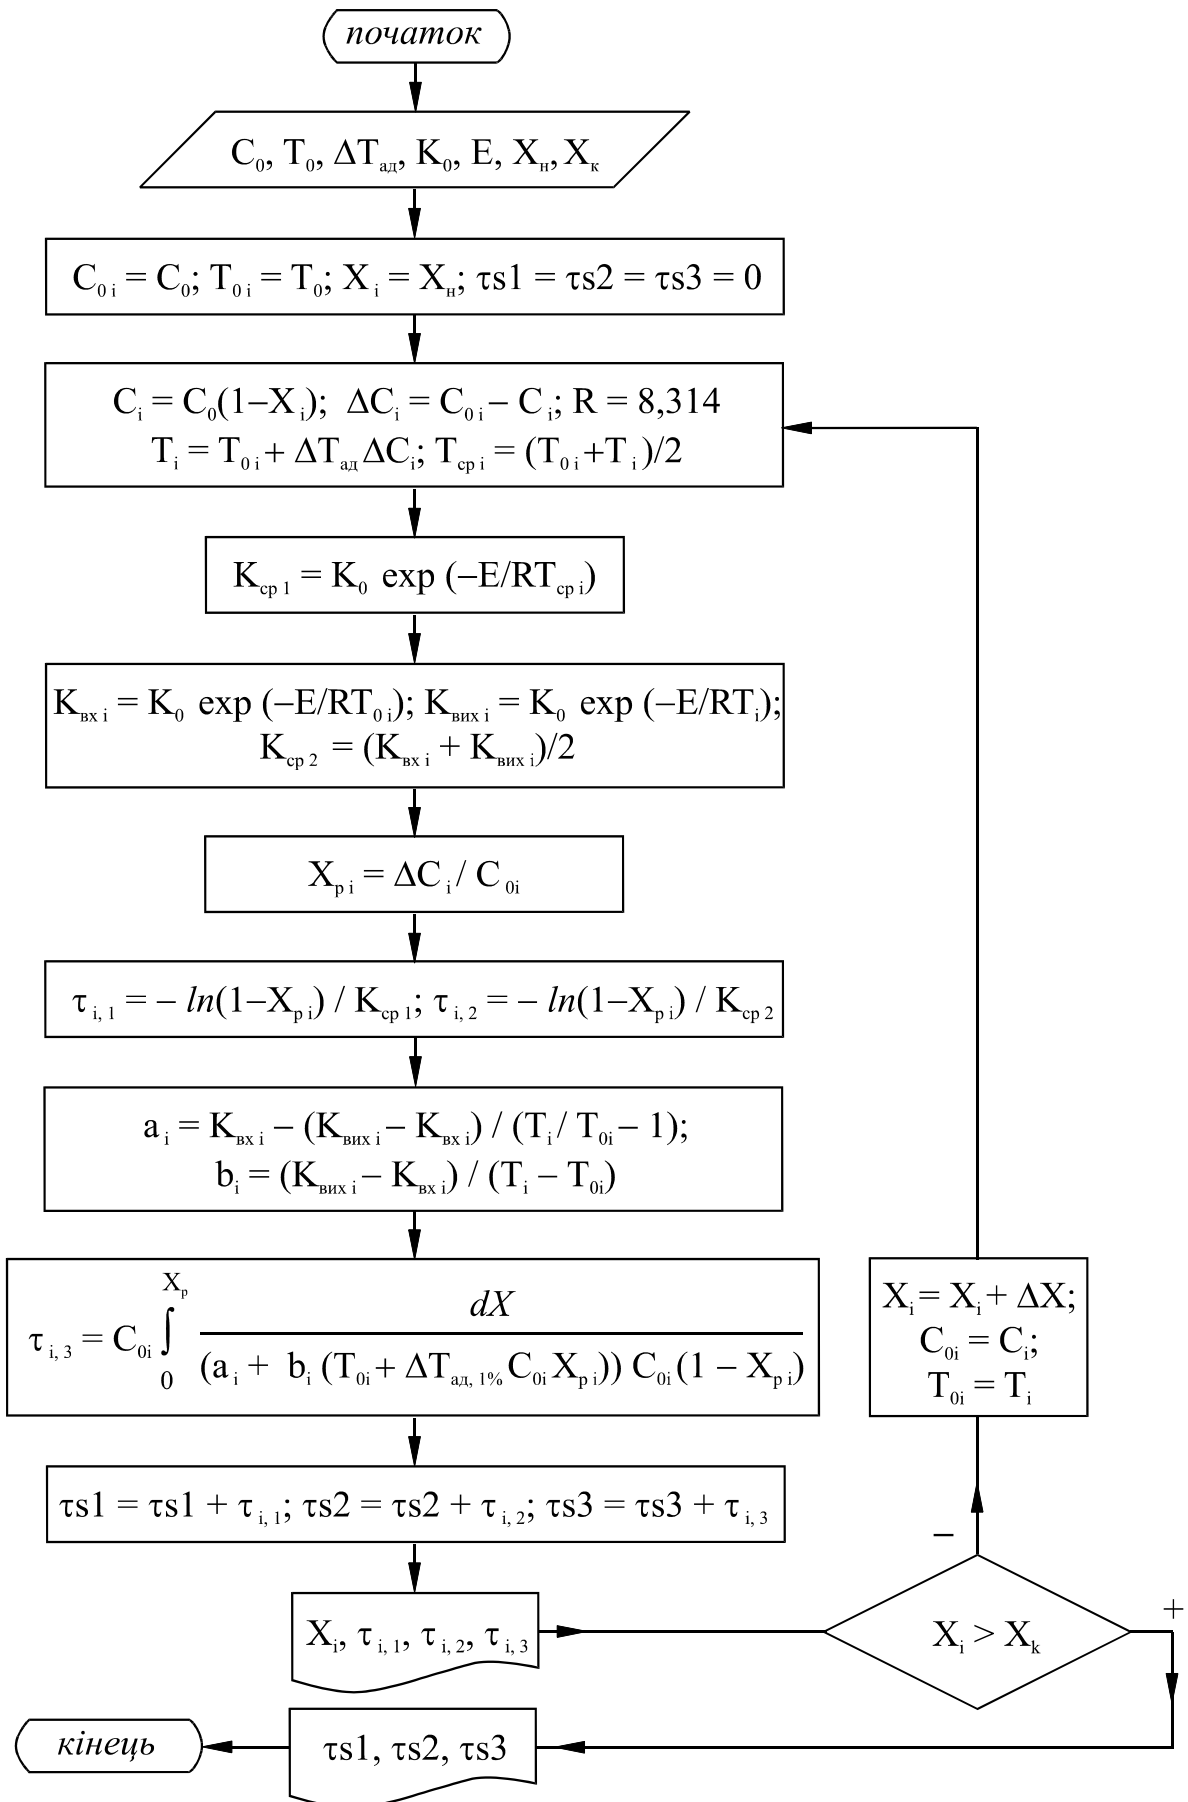 початок
C₀, T₀, ΔTад, K₀, E, Xн, Xк
C₀ i = C₀; T₀ i = T₀; X i = Xн; τs1 = τs2 = τs3 = 0
Ci = C₀(1–X i); ΔCi = C₀ i – C i; R = 8,314
Ti = T₀ i + ΔTад ΔCi; Tср i = (T₀ i+T i)/2
Kср 1 = K₀ exp (–E/RTср i)
Kвх i = K₀ exp (–E/RT₀ i); Kвих i = K₀ exp (–E/RTi);
Kср 2 = (Kвх i + Kвих i)/2
Xр i = ΔC i / C 0i
τ i, 1 = – ln(1–Xр i) / Kср 1; τ i, 2 = – ln(1–Xр i) / Kср 2
a i = Kвх i – (Kвих i – Kвх i) / (Ti / T0i – 1);
bi = (Kвих i – Kвх i) / (Ti – T0i)
τ i, 3 = C0i ∫ 0 Xр dX / (a i + bi (T0i + ΔTад, 1% C0i Xр i)) C0i (1 – Xр i)
Xi = Xi + ΔX;
C0i = Ci;
T0i = Ti
τs1 = τs1 + τ i, 1; τs2 = τs2 + τ i, 2; τs3 = τs3 + τ i, 3
–
Xi, τ i, 1, τ i, 2, τ i, 3
Xi > Xk
+
τs1, τs2, τs3
кінець